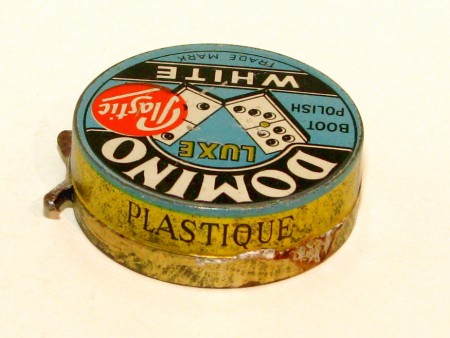 TRADE MARK
WHITE
Plastic
BOOT
POLISH
LUXE
DOMINO
PLASTIQUE